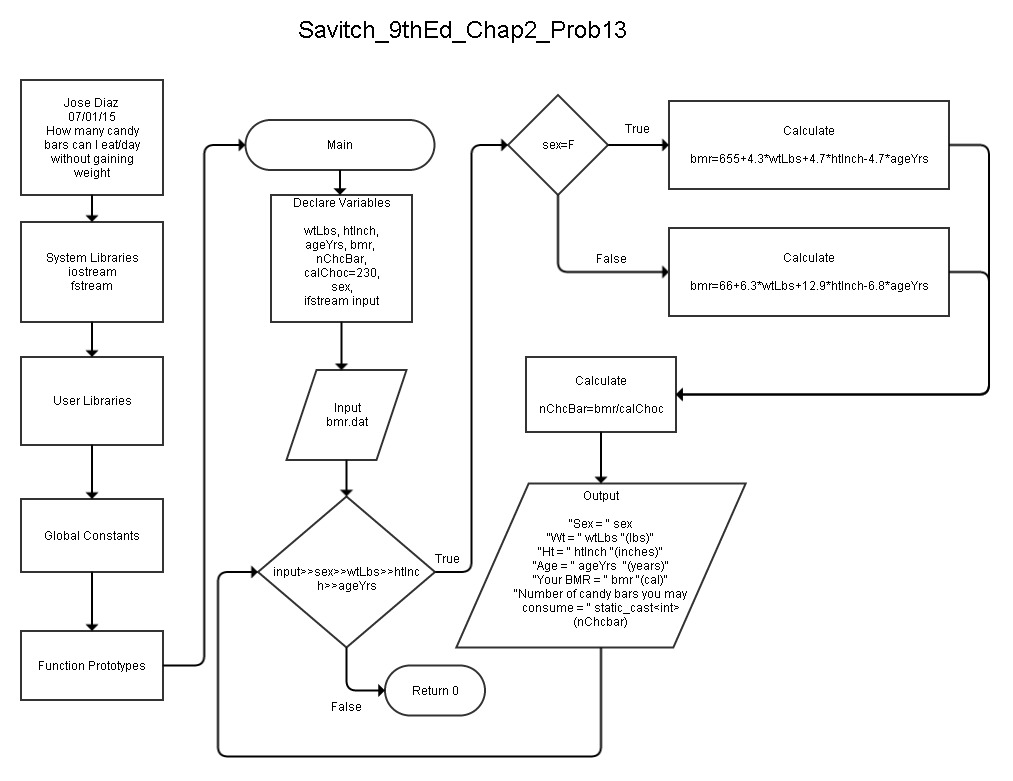 Savitch_9thEd_Chap2_Prob13
Jose Diaz
07/01/15
How many candy
bars can I eat/day
without gaining
weight
System Libraries
iostream
fstream
User Libraries
Global Constants
Function Prototypes
Main
Declare Variables
wtLbs, htInch,
ageYrs, bmr,
nChcBar,
calChoc=230,
sex,
ifstream input
Input
bmr.dat
input>>sex>>wtLbs>>htInc
h>>ageYrs
True
False
Return 0
sex=F
True
False
Calculate
bmr=655+4.3*wtLbs+4.7*htInch-4.7*ageYrs
Calculate
bmr=66+6.3*wtLbs+12.9*htInch-6.8*ageYrs
Calculate
nChcBar=bmr/calChoc
Output
"Sex = " sex
"Wt = " wtLbs "(lbs)"
"Ht = " htInch "(inches)"
"Age = " ageYrs "(years)"
"Your BMR = " bmr "(cal)"
"Number of candy bars you may
consume = " static_cast<int>
(nChcbar)